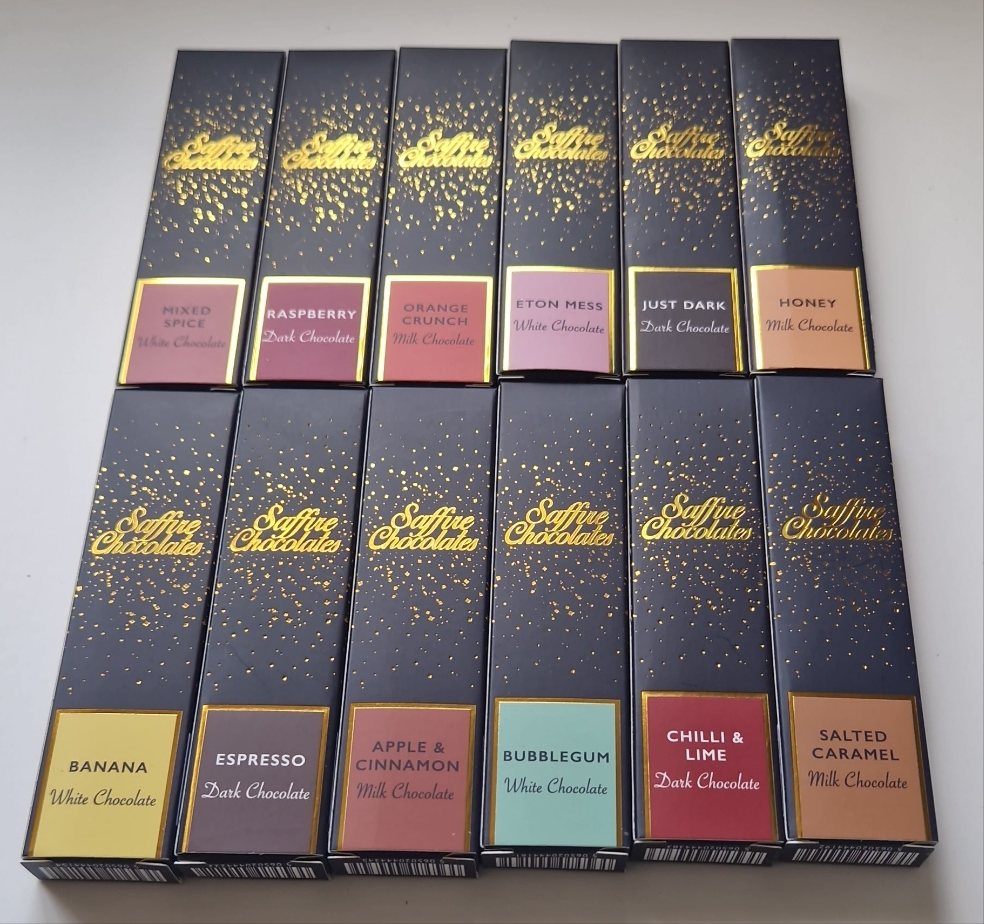 Saffire
Chocolates
MIXED
SPICE
White Chocolate
Saffire
Chocolates
RASPBERRY
Dark Chocolate
Saffire
Chocolates
ORANGE
CRUNCH
Milk Chocolate
Saffire
Chocolates
ETON MESS
White Chocolate
Saffire
Chocolates
JUST DARK
Dark Chocolate
Saffire
Chocolates
HONEY
Milk Chocolate
Saffire
Chocolates
BANANA
White Chocolate
Saffire
Chocolates
ESPRESSO
Dark Chocolate
Saffire
Chocolates
APPLE &
CINNAMON
Milk Chocolate
Saffire
Chocolates
BUBBLEGUM
White Chocolate
Saffire
Chocolates
CHILLI &
LIME
Dark Chocolate
Saffire
Chocolates
SALTED
CARAMEL
Milk Chocolate